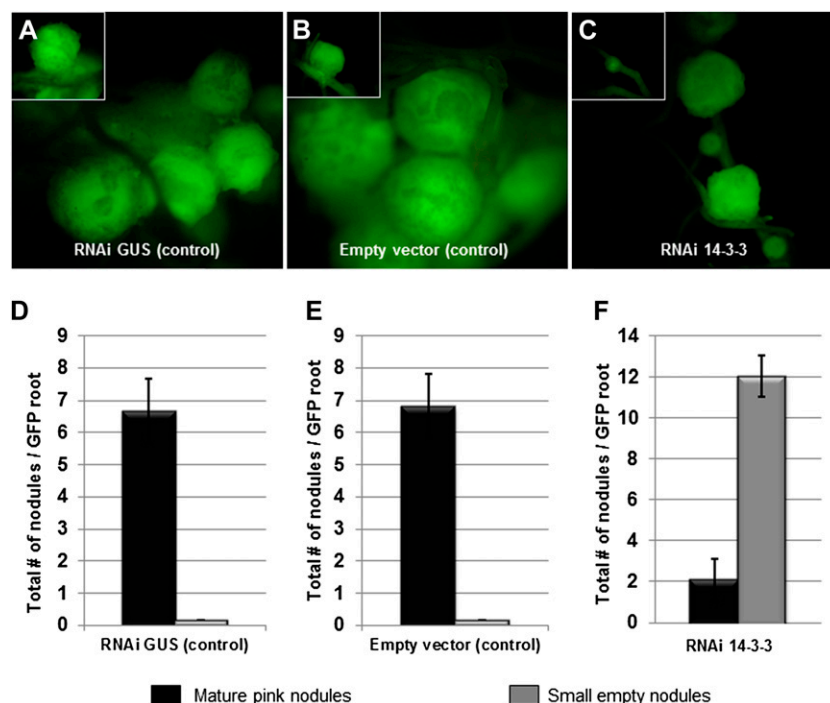 A
B
C
RNAi GUS (control)
Empty vector (control)
RNAi 14-3-3
D
E
F
Total # of nodules / GFP root
9
8
7
6
5
4
3
2
1
0
RNAi GUS (control)
Total # of nodules / GFP root
9
8
7
6
5
4
3
2
1
0
Empty vector (control)
Total # of nodules / GFP root
14
12
10
8
6
4
2
0
RNAi 14-3-3
Mature pink nodules
Small empty nodules